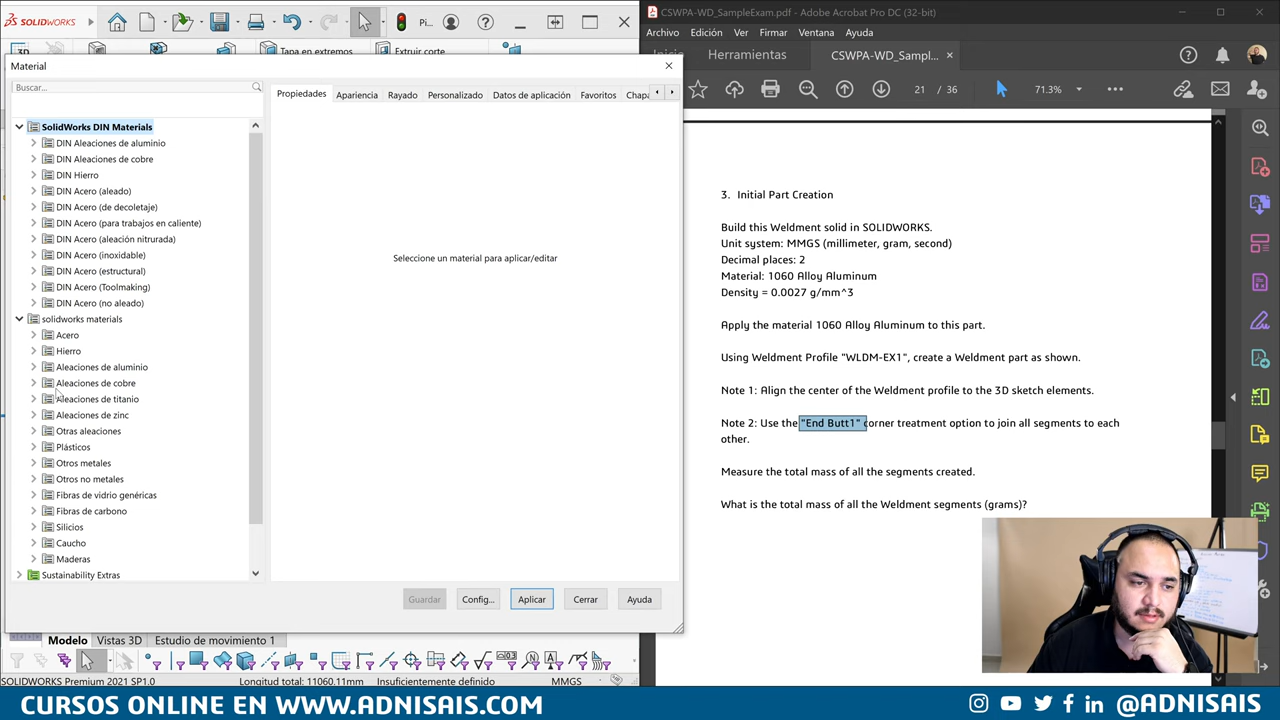 SOLIDWORKS
Pi...
CSWPA-WD_SampleExam.pdf - Adobe Acrobat Pro DC (32-bit)
Archivo Edición Ver Firmar Ventana Ayuda
Herramientas
CSWPA-WD_Sampl...
21 / 36
71.3%
Tapa en extremos
Extruir corte
Material
Buscar...
Propiedades
Apariencia
Rayado
Personalizado
Datos de aplicación
Favoritos
Chapa
SolidWorks DIN Materials
DIN Aleaciones de aluminio
DIN Aleaciones de cobre
DIN Hierro
DIN Acero (aleado)
DIN Acero (de decoletaje)
DIN Acero (para trabajos en caliente)
DIN Acero (aleación nitrurada)
DIN Acero (inoxidable)
DIN Acero (estructural)
DIN Acero (Toolmaking)
DIN Acero (no aleado)
solidworks materials
Acero
Hierro
Aleaciones de aluminio
Aleaciones de cobre
Aleaciones de titanio
Aleaciones de zinc
Otras aleaciones
Plásticos
Otros metales
Otros no metales
Fibras de vidrio genéricas
Fibras de carbono
Silicios
Caucho
Maderas
Sustainability Extras
Seleccione un material para aplicar/editar
Guardar
Config...
Aplicar
Cerrar
Ayuda
3. Initial Part Creation
Build this Weldment solid in SOLIDWORKS.
Unit system: MMGS (millimeter, gram, second)
Decimal places: 2
Material: 1060 Alloy Aluminum
Density = 0.0027 g/mm^3
Apply the material 1060 Alloy Aluminum to this part.
Using Weldment Profile "WLDM-EX1", create a Weldment part as shown.
Note 1: Align the center of the Weldment profile to the 3D sketch elements.
Note 2: Use the "End Butt1" corner treatment option to join all segments to each
other.
Measure the total mass of all the segments created.
What is the total mass of all the Weldment segments (grams)?
Modelo
Vistas 3D
Estudio de movimiento 1
SOLIDWORKS Premium 2021 SP1.0
Longitud total: 11060.11mm
Insuficientemente definido
MMGS
CURSOS ONLINE EN WWW.ADNISAIS.COM
@ADNISAIS